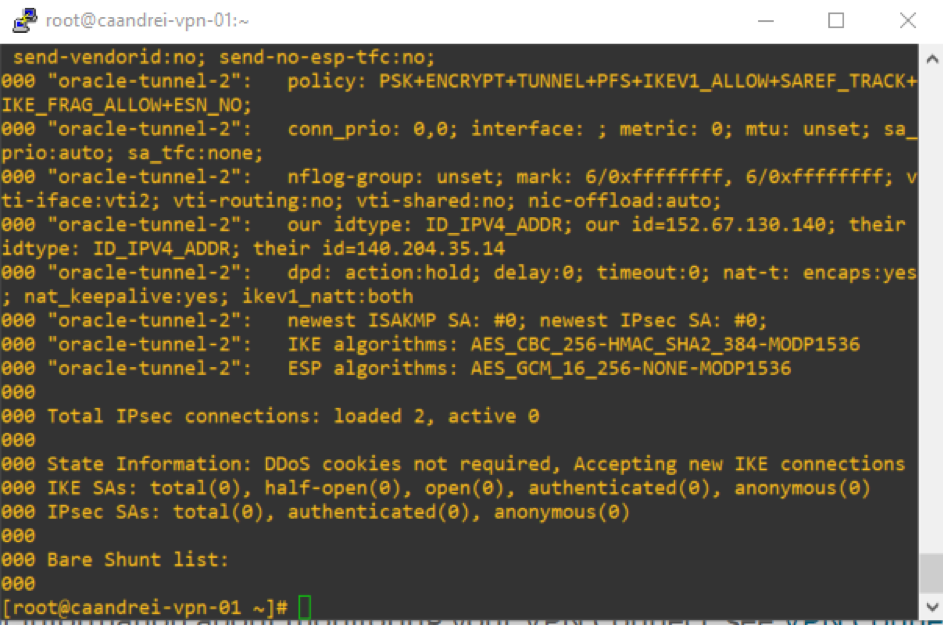 root@caandrei-vpn-01:~
send-vendorid:no; send-no-esp-tfc:no;
000 "oracle-tunnel-2":   policy: PSK+ENCRYPT+TUNNEL+PFS+IKEV1_ALLOW+SAREF_TRACK+
IKE_FRAG_ALLOW+ESN_NO;
000 "oracle-tunnel-2":   conn_prio: 0,0; interface: ; metric: 0; mtu: unset; sa_
prio:auto; sa_tfc:none;
000 "oracle-tunnel-2":   nflog-group: unset; mark: 6/0xffffffff, 6/0xffffffff; v
ti-iface:vti2; vti-routing:no; vti-shared:no; nic-offload:auto;
000 "oracle-tunnel-2":   our idtype: ID_IPV4_ADDR; our id=152.67.130.140; their
idtype: ID_IPV4_ADDR; their id=140.204.35.14
000 "oracle-tunnel-2":   dpd: action:hold; delay:0; timeout:0; nat-t: encaps:yes
; nat_keepalive:yes; ikev1_natt:both
000 "oracle-tunnel-2":   newest ISAKMP SA: #0; newest IPsec SA: #0;
000 "oracle-tunnel-2":   IKE algorithms: AES_CBC_256-HMAC_SHA2_384-MODP1536
000 "oracle-tunnel-2":   ESP algorithms: AES_GCM_16_256-NONE-MODP1536
000
000 Total IPsec connections: loaded 2, active 0
000
000 State Information: DDoS cookies not required, Accepting new IKE connections
000 IKE SAs: total(0), half-open(0), open(0), authenticated(0), anonymous(0)
000 IPsec SAs: total(0), authenticated(0), anonymous(0)
000
000 Bare Shunt list:
000
[root@caandrei-vpn-01 ~]#